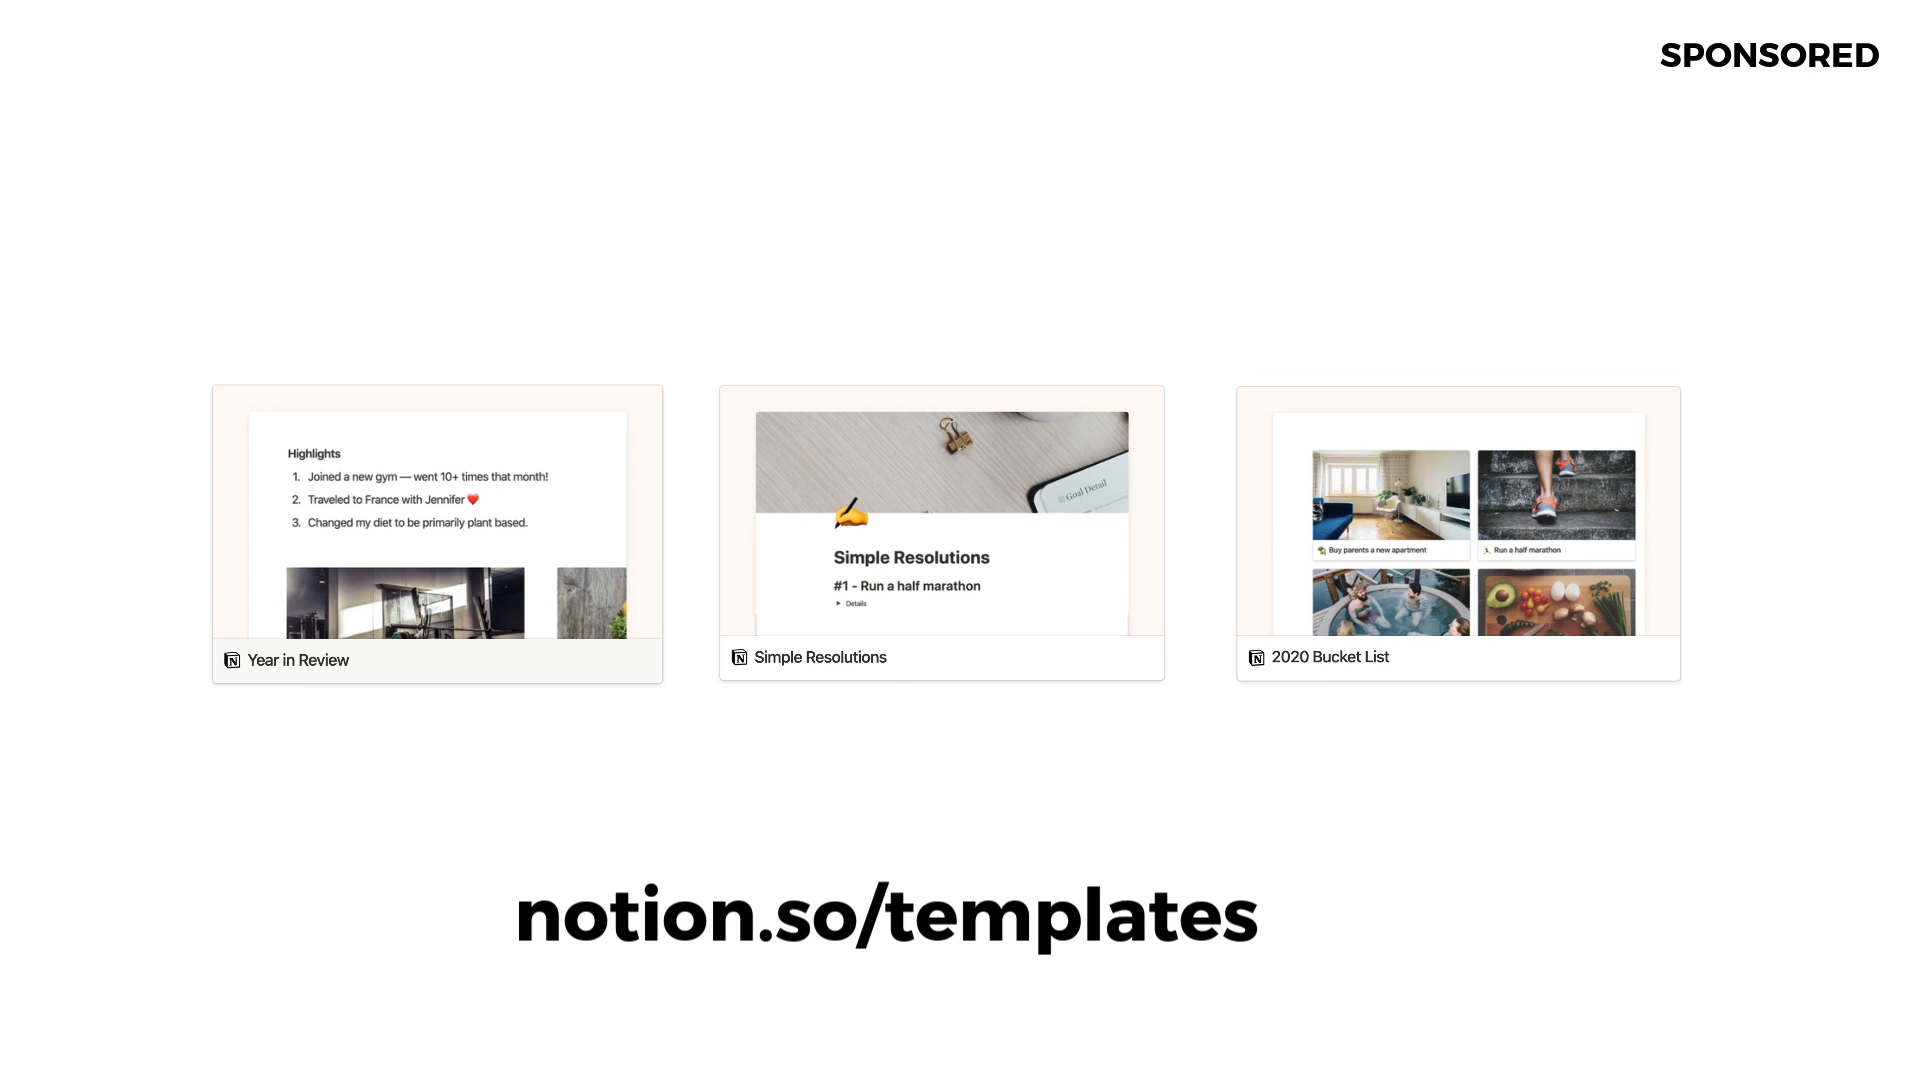 SPONSORED
Highlights
1. Joined a new gym — went 10+ times that month!
2. Traveled to France with Jennifer ❤️
3. Changed my diet to be primarily plant based.
Year in Review
Goal Detail
Simple Resolutions
#1 - Run a half marathon
Details
Simple Resolutions
Buy parents a new apartment
Run a half marathon
2020 Bucket List
notion.so/templates